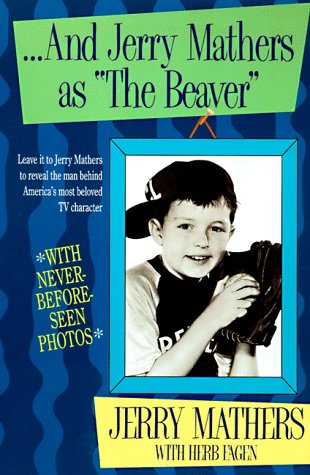 ...And Jerry Mathers
as "The Beaver"
Leave it to Jerry Mathers
to reveal the man behind
America's most beloved
TV character
*WITH
NEVER-
BEFORE-
SEEN
PHOTOS*
JERRY MATHERS
WITH HERB FAGEN